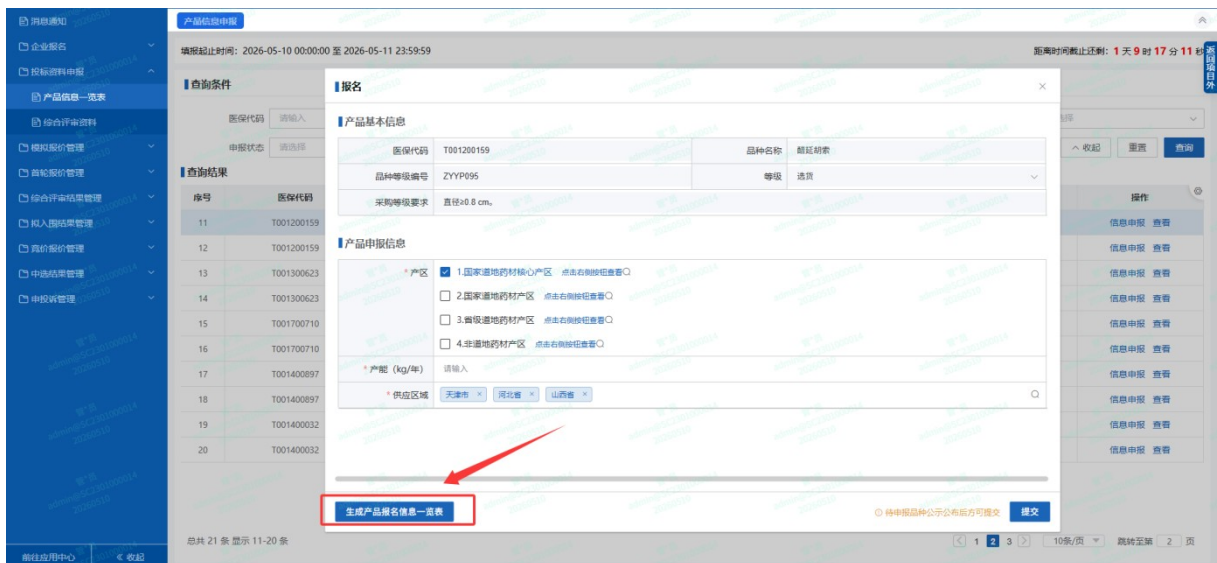 消息通知
产品信息申报
企业报名
填报起止时间：2026-05-10 00:00:00 至 2026-05-11 23:59:59
距离时间截止还剩：1 天 9 时 17 分 11 秒
返回项目外
投标资料申报
产品信息一览表
综合评审资料
模拟报价管理
首轮报价管理
综合评审结果管理
拟入围结果管理
竞价报价管理
中选结果管理
申投诉管理
前往应用中心
收起
查询条件
医保代码 请输入
申报状态 请选择
收起 重置 查询
查询结果
序号 医保代码 操作
11 T001200159 信息申报 查看
12 T001200159 信息申报 查看
13 T001300623 信息申报 查看
14 T001300623 信息申报 查看
15 T001700710 信息申报 查看
16 T001700710 信息申报 查看
17 T001400897 信息申报 查看
18 T001400897 信息申报 查看
19 T001400032 信息申报 查看
20 T001400032 信息申报 查看
总共 21 条 显示 11-20 条
1 2 3 10条/页 跳转至第 2 页
报名
产品基本信息
医保代码 T001200159 品种名称 醋延胡索
品种等级编号 ZYYP095 等级 选货
采购等级要求 直径≥0.8 cm。
产品申报信息
* 产区 1.国家道地药材核心产区 点击右侧按钮查看
2.国家道地药材产区 点击右侧按钮查看
3.省级道地药材产区 点击右侧按钮查看
4.非道地药材产区 点击右侧按钮查看
* 产能（kg/年） 请输入
* 供应区域 天津市 × 河北省 × 山西省 ×
生成产品报名信息一览表
待申报品种公示公布后方可提交 提交